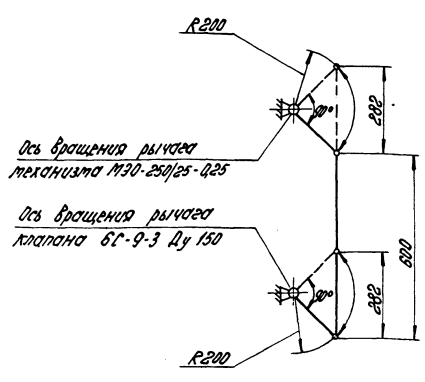 R200
90°
282
Ось вращения рычага
механизма МЭО-250/25-0,25
Ось вращения рычага
клапана 6С-9-3 Ду 150
600
90°
282
R200